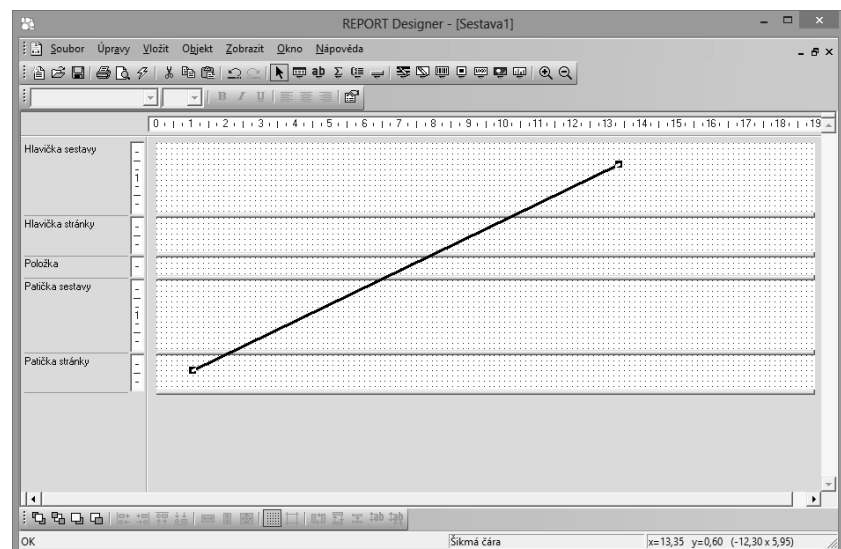 REPORT Designer - [Sestava1]
Soubor Úpravy Vložit Objekt Zobrazit Okno Nápověda
B I U
0 1 2 3 4 5 6 7 8 9 10 11 12 13 14 15 16 17 18 19
Hlavička sestavy
1
Hlavička stránky
Položka
Patička sestavy
1
Patička stránky
OK Šikmá čára x=13,35 y=0,60 (-12,30 x 5,95)